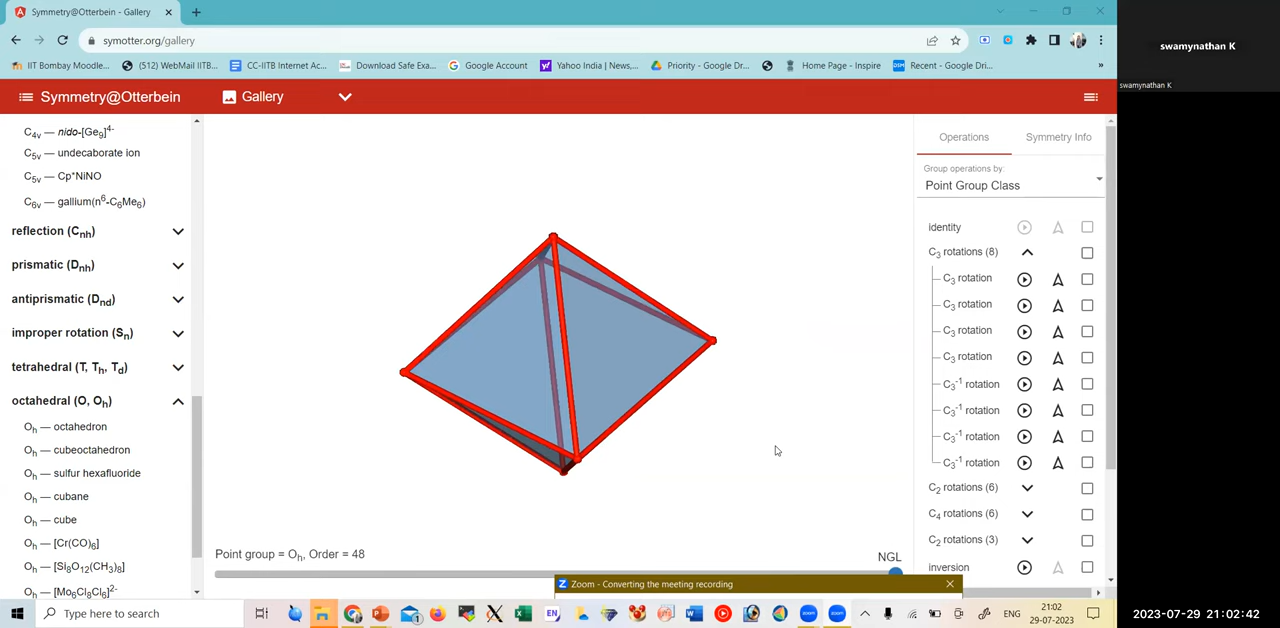 Symmetry@Otterbein - Gallery
symotter.org/gallery
IIT Bombay Moodle...
(512) WebMail IITB...
CC-IITB Internet Ac...
Download Safe Exa...
Google Account
Yahoo India | News,...
Priority - Google Dr...
Home Page - Inspire
Recent - Google Dri...
»
Symmetry@Otterbein
Gallery
C4v — nido-[Ge9]4-
C5v — undecaborate ion
C5v — Cp*NiNO
C6v — gallium(n6-C6Me6)
reflection (Cnh)
prismatic (Dnh)
antiprismatic (Dnd)
improper rotation (Sn)
tetrahedral (T, Th, Td)
octahedral (O, Oh)
Oh — octahedron
Oh — cubeoctahedron
Oh — sulfur hexafluoride
Oh — cubane
Oh — cube
Oh — [Cr(CO)6]
Oh — [Si8O12(CH3)8]
Oh — [Mo6Cl8Cl6]2-
Point group = Oh, Order = 48
NGL
Operations
Symmetry Info
Group operations by:
Point Group Class
identity
C3 rotations (8)
C3 rotation
C3 rotation
C3 rotation
C3 rotation
C3-1 rotation
C3-1 rotation
C3-1 rotation
C3-1 rotation
C2 rotations (6)
C4 rotations (6)
C2 rotations (3)
inversion
Zoom - Converting the meeting recording
Type here to search
ENG
21:02
29-07-2023
swamynathan K
swamynathan K
2023-07-29 21:02:42